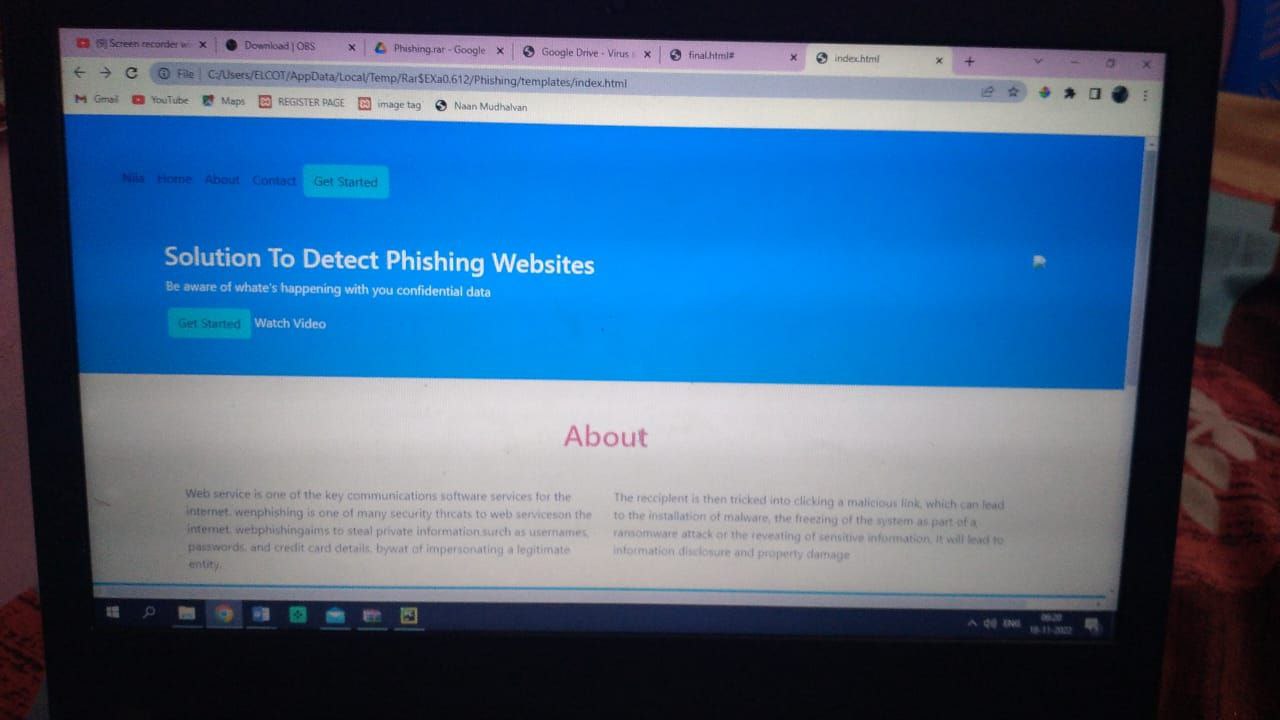 (9) Screen recorder wi
Download | OBS
Phishing.rar - Google
Google Drive - Virus
final.html#
index.html
File | C:/Users/ELCOT/AppData/Local/Temp/Rar$EXa0.612/Phishing/templates/index.html
Gmail YouTube Maps REGISTER PAGE image tag Naan Mudhalvan
Home About Contact Get Started
Solution To Detect Phishing Websites
Be aware of whate's happening with you confidential data
Get Started Watch Video
About
Web service is one of the key communications software services for the
internet. wenphishing is one of many security threats to web serviceson the
internet. webphishingaims to steal private information,surch as usernames,
passwords, and credit card details, bywat of impersonating a legitimate
entity.
The recciplent is then tricked into clicking a malicious link, which can lead
to the installation of malware, the freezing of the system as part of a
ransomware attack or the reveating of sensitive information. It will lead to
information disclosure and property damage
ENG
06:20
18-11-2022